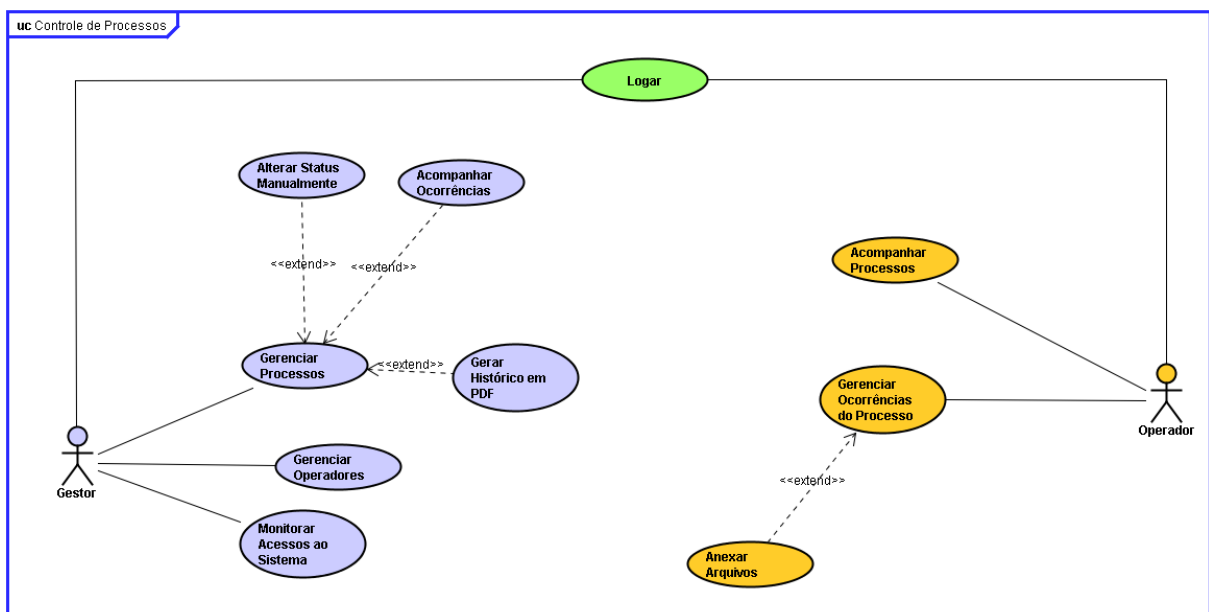 uc Controle de Processos
Logar
Alterar Status
Manualmente
Acompanhar
Ocorrências
<<extend>>
<<extend>>
Acompanhar
Processos
Gerenciar
Processos
<<extend>>
Gerar
Histórico em
PDF
Gerenciar
Ocorrências
do Processo
Operador
Gestor
Gerenciar
Operadores
<<extend>>
Monitorar
Acessos ao
Sistema
Anexar
Arquivos